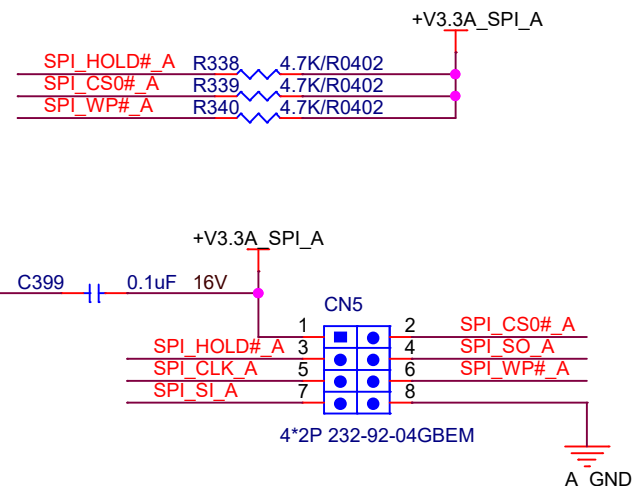 +V3.3A_SPI_A
SPI_HOLD#_A R338 4.7K/R0402
SPI_CS0#_A R339 4.7K/R0402
SPI_WP#_A R340 4.7K/R0402
+V3.3A_SPI_A
C399 0.1uF 16V
CN5
1 2 SPI_CS0#_A
SPI_HOLD#_A 3 4 SPI_SO_A
SPI_CLK_A 5 6 SPI_WP#_A
SPI_SI_A 7 8
4*2P 232-92-04GBEM
A_GND